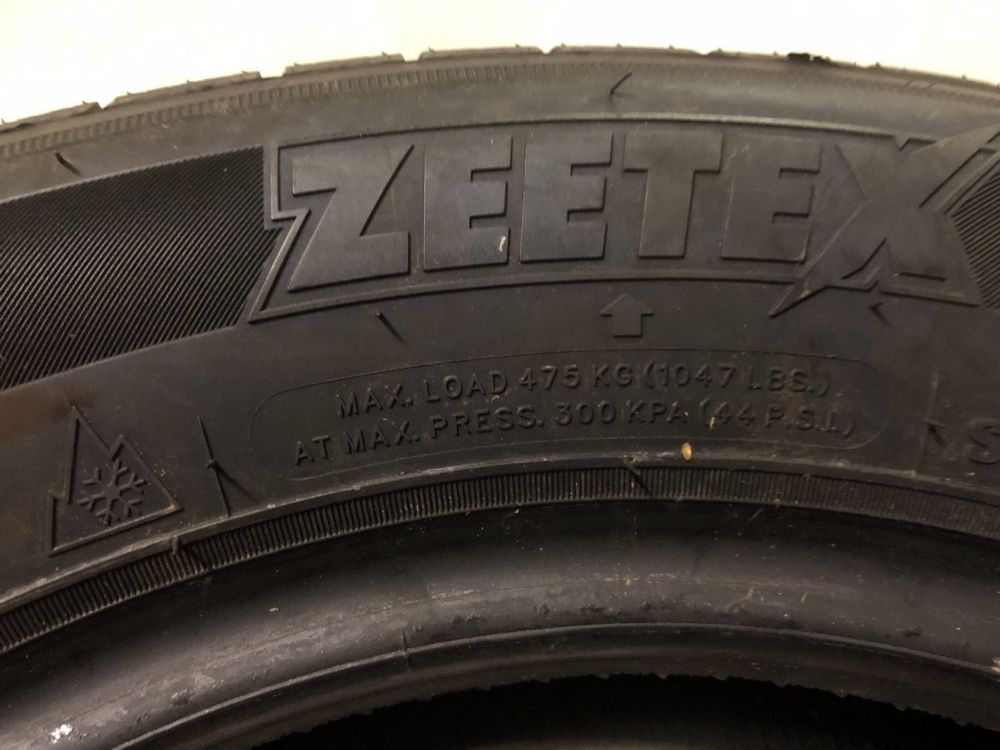 ZEETEX
MAX. LOAD 475 KG (1047 LBS.)
AT MAX. PRESS. 300 KPA (44 P.S.I.)
S